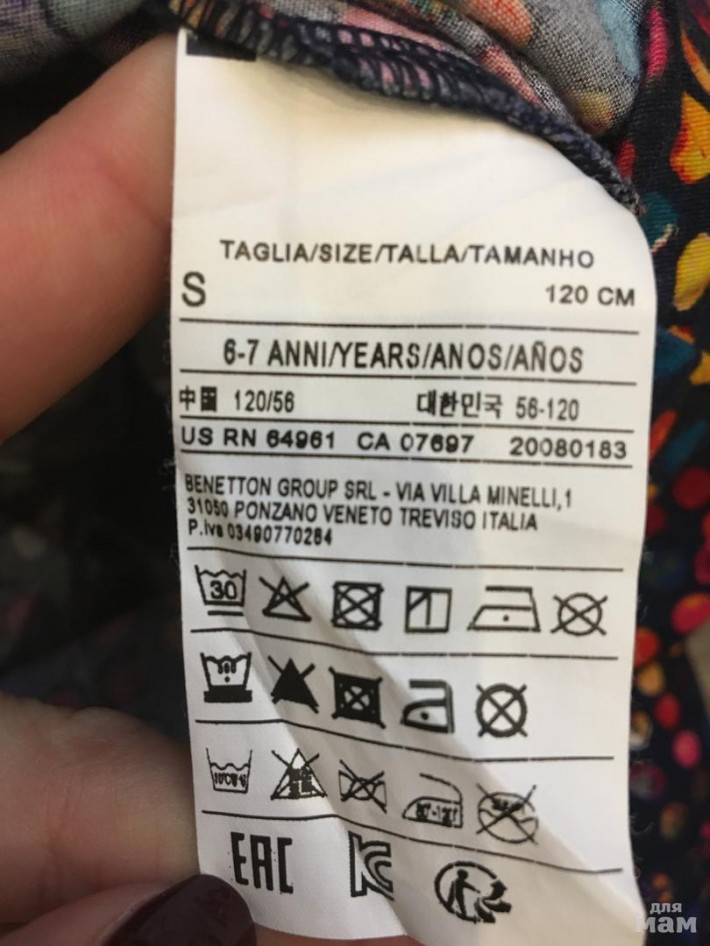 TAGLIA/SIZE/TALLA/TAMANHO
S 120 CM
6-7 ANNI/YEARS/ANOS/AÑOS
中国 120/56 대한민국 56-120
US RN 64961 CA 07697 20080183
BENETTON GROUP SRL - VIA VILLA MINELLI,1
31050 PONZANO VENETO TREVISO ITALIA
P.iva 03490770264
30
EAC
для
мам